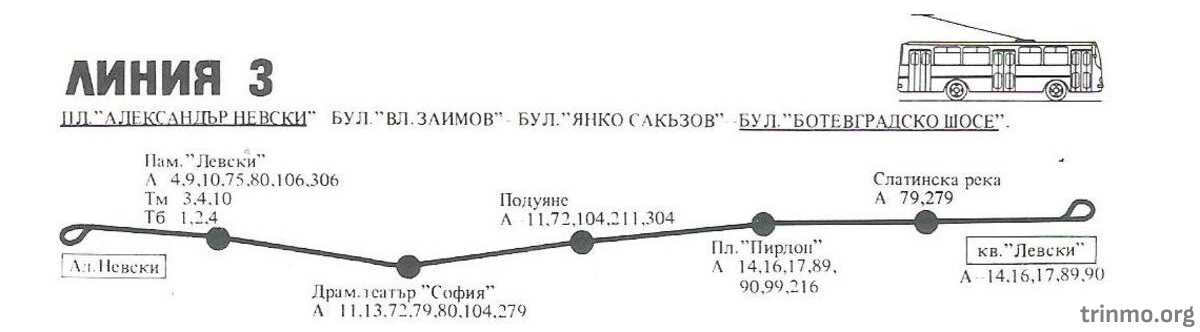 ЛИНИЯ 3
ПЛ."АЛЕКСАНДЪР НЕВСКИ" БУЛ."ВЛ.ЗАИМОВ"- БУЛ."ЯНКО САКЪЗОВ"-БУЛ."БОТЕВГРАДСКО ШОСЕ".
Пам."Левски"
А 4,9,10,75,80,106,306
Тм 3,4,10
Тб 1,2,4
Ал.Невски
Драм.театър "София"
А 11,13,72,79,80,104,279
Подуяне
А -11,72,104,211,304
Пл."Пирдоп"
А 14,16,17,89,
90,99,216
Слатинска река
А 79,279
кв."Левски"
А -14,16,17,89,90
trinmo.org